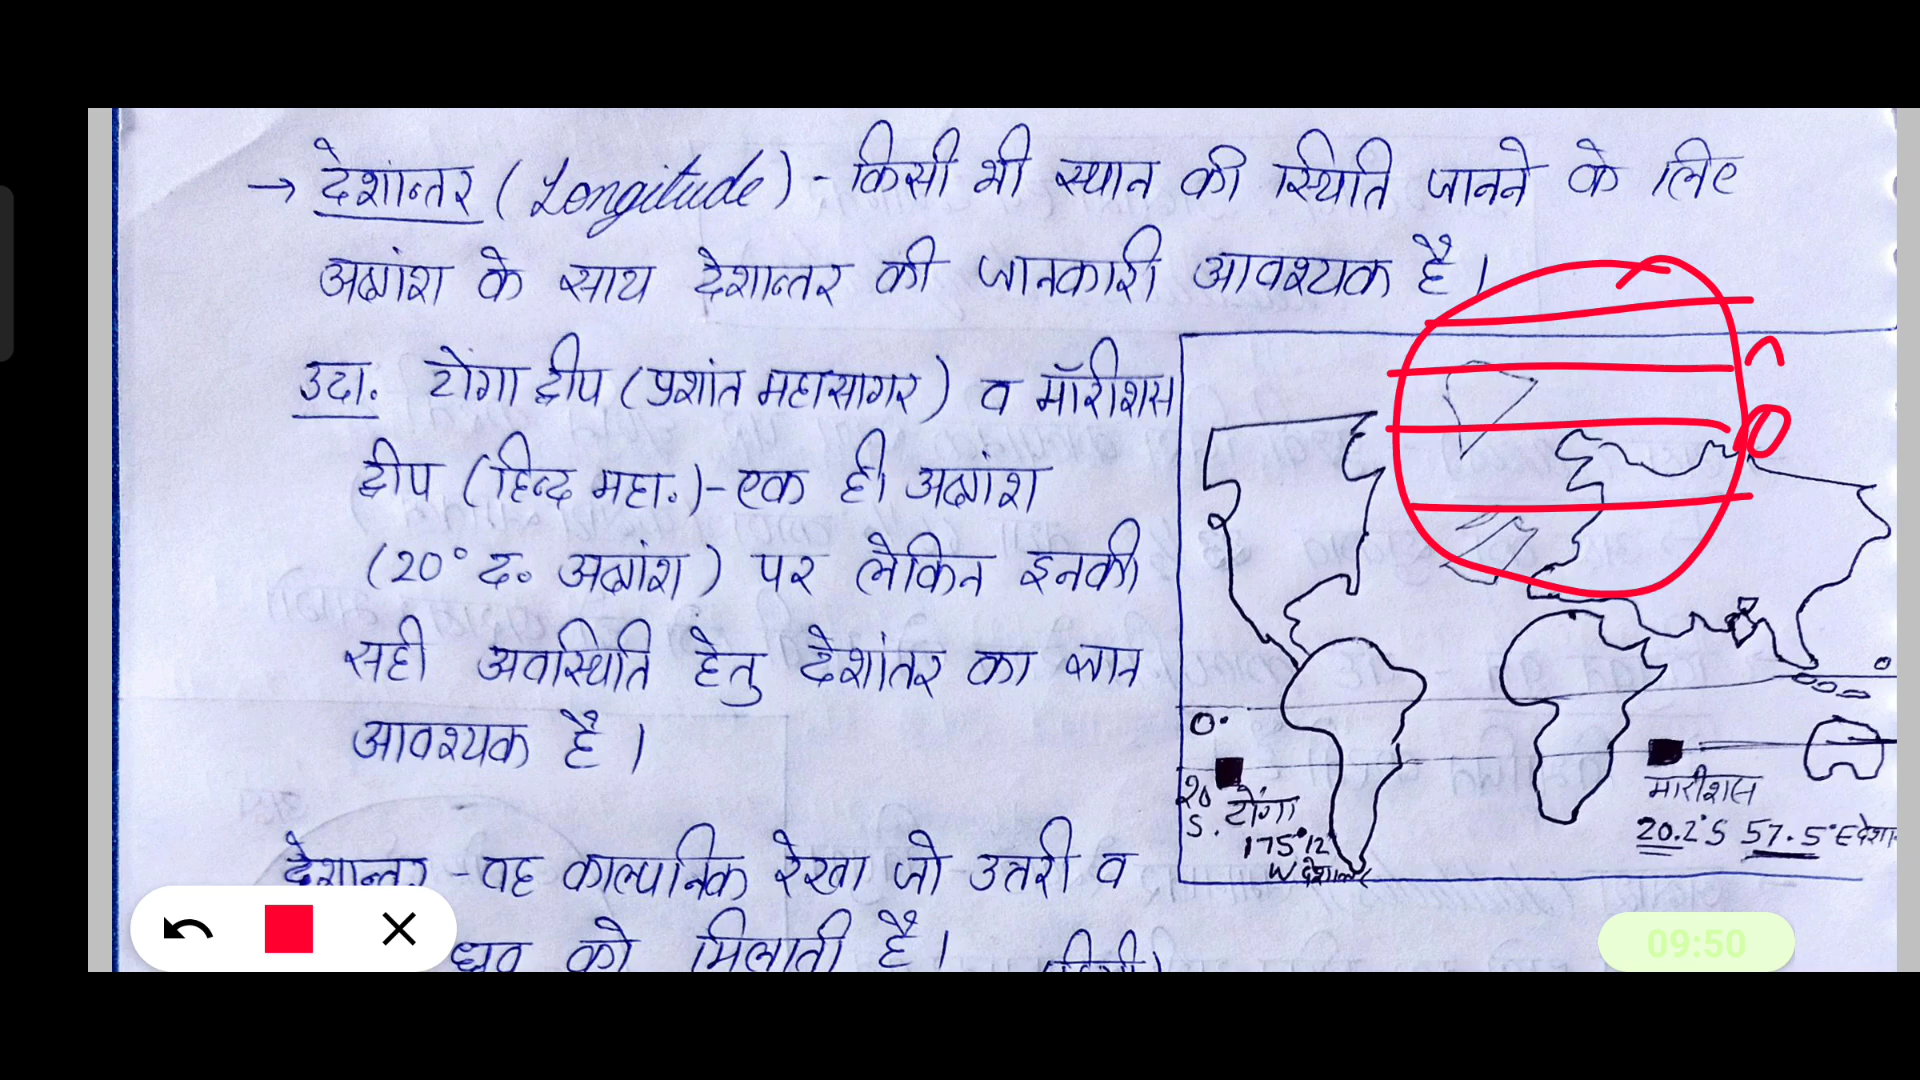 → देशान्तर (Longitude) - किसी भी स्थान की स्थिति जानने के लिए
अक्षांश के साथ देशान्तर की जानकारी आवश्यक है।
उदा. टोंगा द्वीप (प्रशांत महासागर) व मॉरीशस
द्वीप (हिन्द महा.) - एक ही अक्षांश
(20° द. अक्षांश) पर लेकिन इनकी
सही अवस्थिति हेतु देशांतर का ज्ञान
आवश्यक है।
0°
20
S.
टोंगा
175°12'
W देशा.
मारीशस
20.2°S 57.5°E देशा
देशान्तर - वह काल्पनिक रेखा जो उत्तरी व
ध्रुव को मिलाती है।
09:50